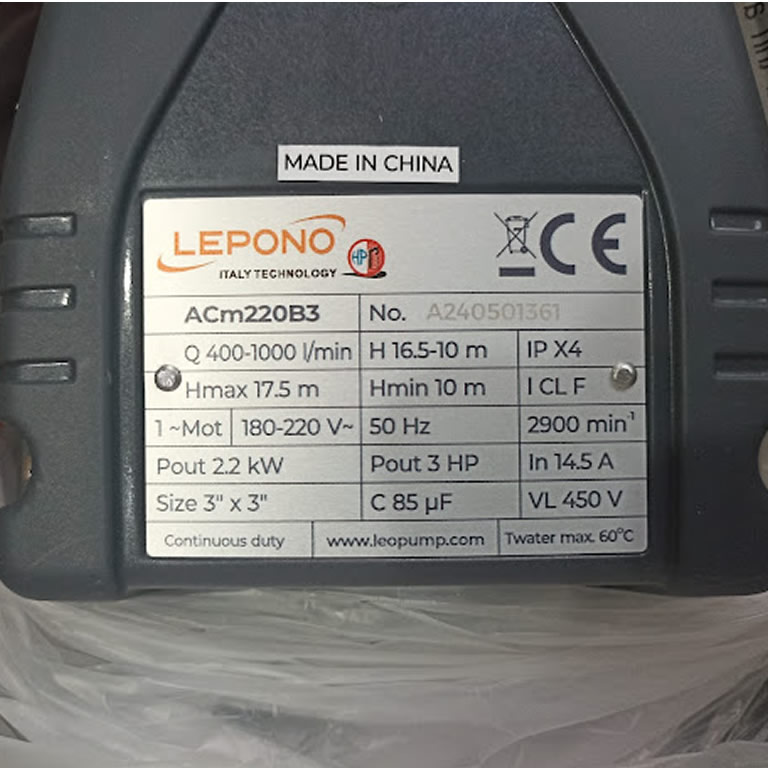 MADE IN CHINA
LEPONO
HP
ITALY TECHNOLOGY
CE
ACm220B3 No. A240501361
Q 400-1000 l/min H 16.5-10 m IP X4
Hmax 17.5 m Hmin 10 m I CL F
1 ~Mot 180-220 V~ 50 Hz 2900 min⁻¹
Pout 2.2 kW Pout 3 HP In 14.5 A
Size 3" x 3" C 85 µF VL 450 V
Continuous duty www.leopump.com Twater max. 60°C